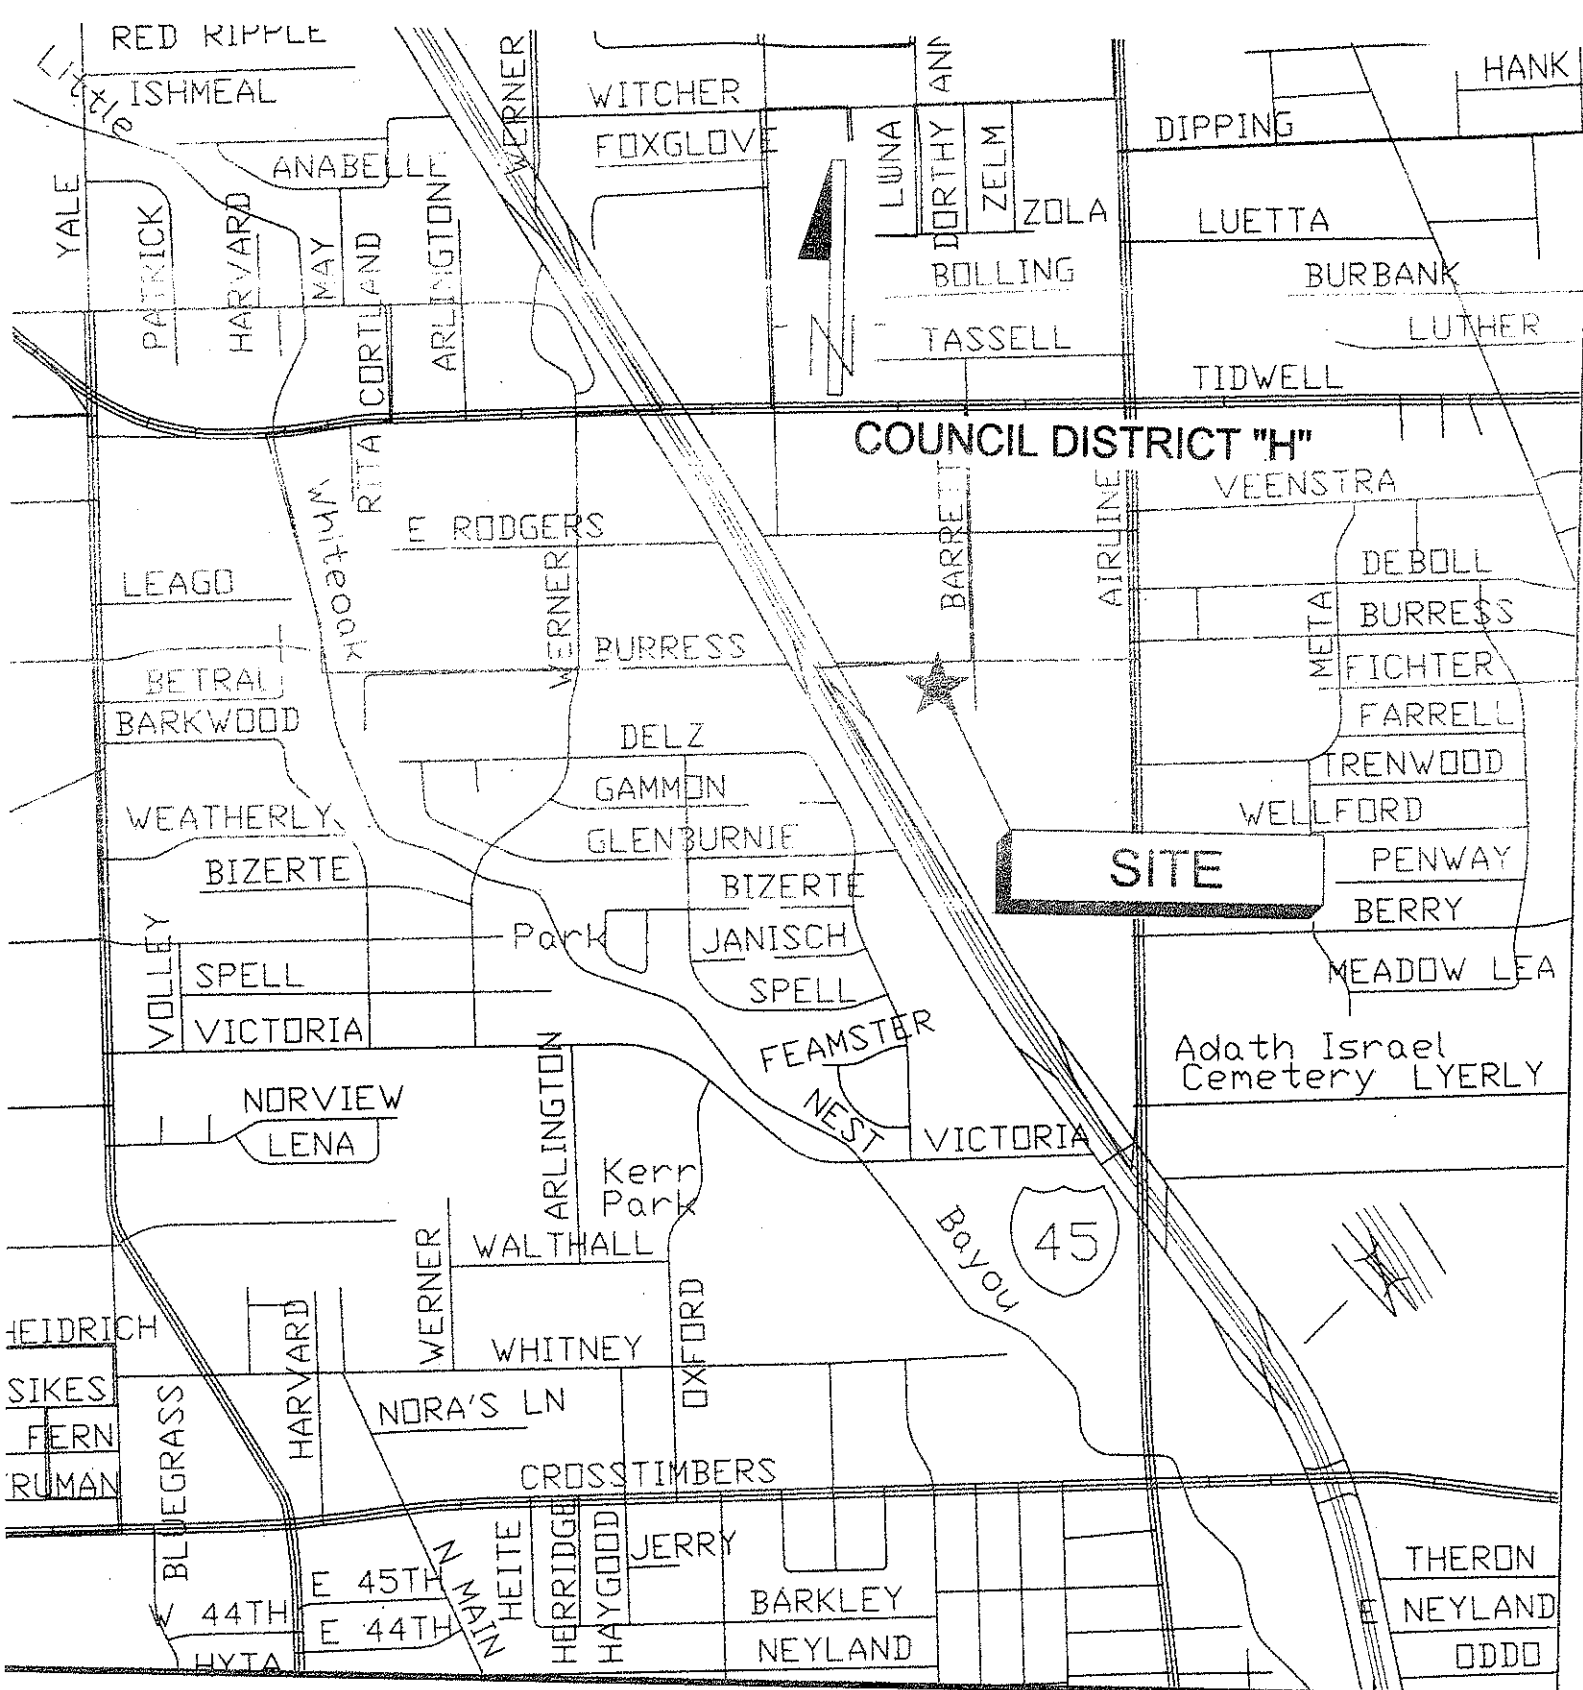 RED RIPPLE
ISHMEAL
WERNER
WITCHER
FOXGLOVE
ANABELLE
YALE
PATRICK
HARVARD
MAY
CORTLAND
ARLINGTON
LUNA
DORTHY ANN
ZELM
ZOLA
BOLLING
TASSELL
N
HANK
DIPPING
LUETTA
BURBANK
LUTHER
TIDWELL
COUNCIL DISTRICT "H"
RITA
Whiteoak
E RODGERS
WERNER
BARRETT
AIRLINE
VEENSTRA
DEBOLL
BURRESS
META
FICHTER
FARRELL
TRENWOOD
WELLFORD
PENWAY
BERRY
MEADOW LEA
LEAGO
BURRESS
BETRAL
BARKWOOD
DELZ
GAMMON
GLENBURNIE
WEATHERLY
BIZERTE
BIZERTE
SITE
Park
JANISCH
SPELL
VOLLEY
SPELL
VICTORIA
FEAMSTER
NEST
VICTORIA
Adath Israel
Cemetery LYERLY
NORVIEW
LENA
ARLINGTON
Kerr
Park
WALTHALL
WERNER
Bayou
45
HEIDRICH
HARVARD
WHITNEY
OXFORD
SIKES
FERN
RUMAN
BLUEGRASS
NORA'S LN
CROSSTIMBERS
HEITE
HERRIDGE
HAYGOOD
JERRY
N MAIN
E 45TH
W 44TH
E 44TH
HYTA
BARKLEY
NEYLAND
THERON
E NEYLAND
ODDO